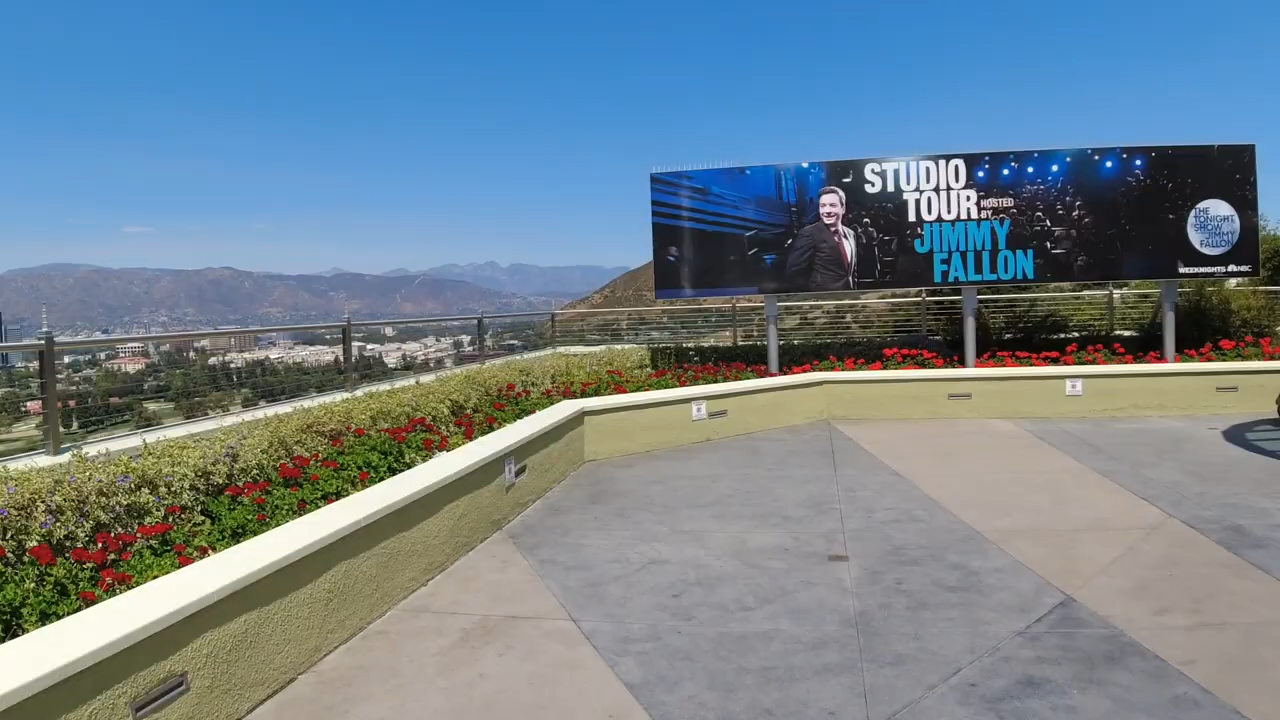 STUDIO
TOUR HOSTED BY
JIMMY
FALLON
THE
TONIGHT
SHOW
JIMMY
FALLON
WEEKNIGHTS NBC